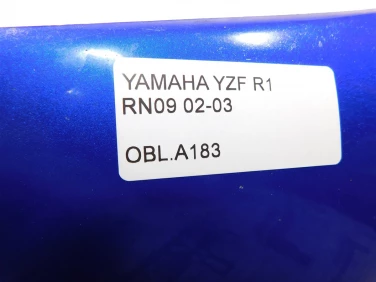 YAMAHA YZF R1
RN09 02-03
OBL.A183